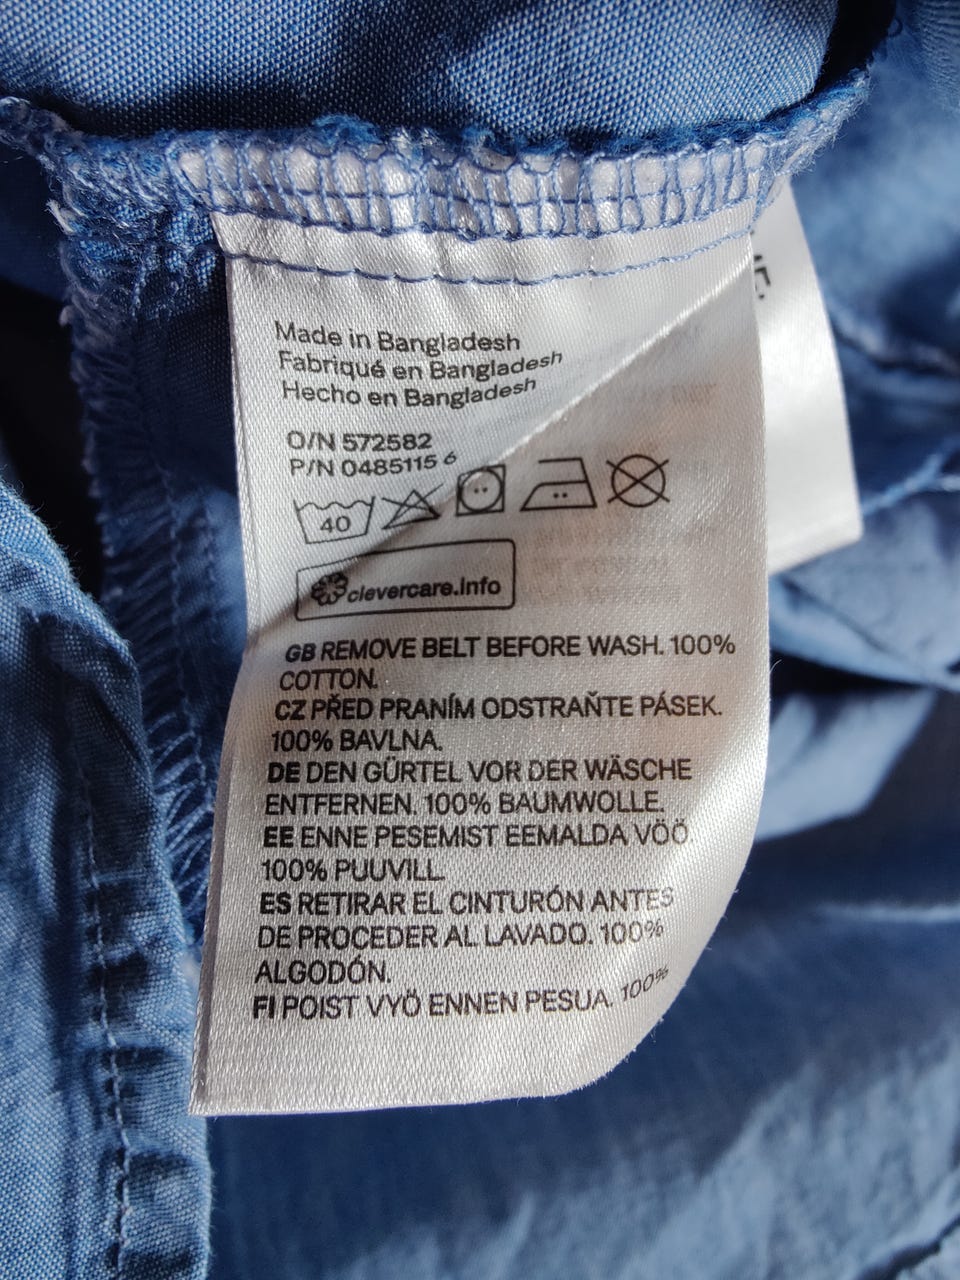 Made in Bangladesh
Fabriqué en Bangladesh
Hecho en Bangladesh
O/N 572582
P/N 0485115 6
40
clevercare.info
GB REMOVE BELT BEFORE WASH. 100%
COTTON.
CZ PŘED PRANÍM ODSTRAŇTE PÁSEK.
100% BAVLNA.
DE DEN GÜRTEL VOR DER WÄSCHE
ENTFERNEN. 100% BAUMWOLLE.
EE ENNE PESEMIST EEMALDA VÖÖ.
100% PUUVILL.
ES RETIRAR EL CINTURÓN ANTES
DE PROCEDER AL LAVADO. 100%
ALGODÓN.
FI POIST VYÖ ENNEN PESUA. 100%